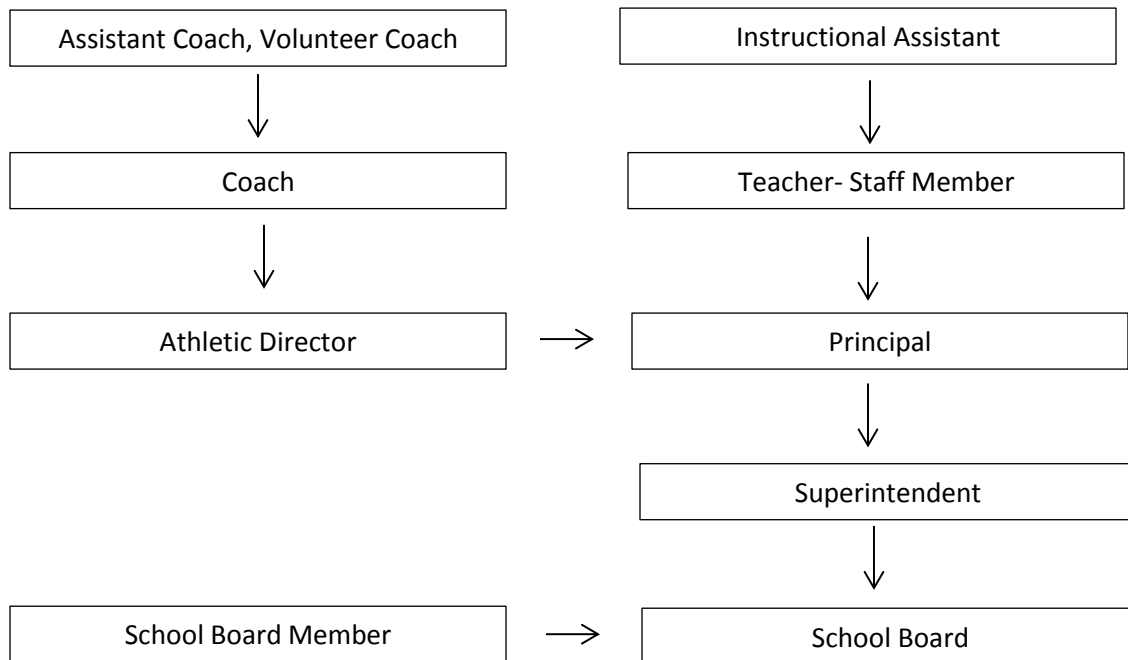 Assistant Coach, Volunteer Coach
Instructional Assistant
Coach
Teacher- Staff Member
Athletic Director
Principal
Superintendent
School Board Member
School Board